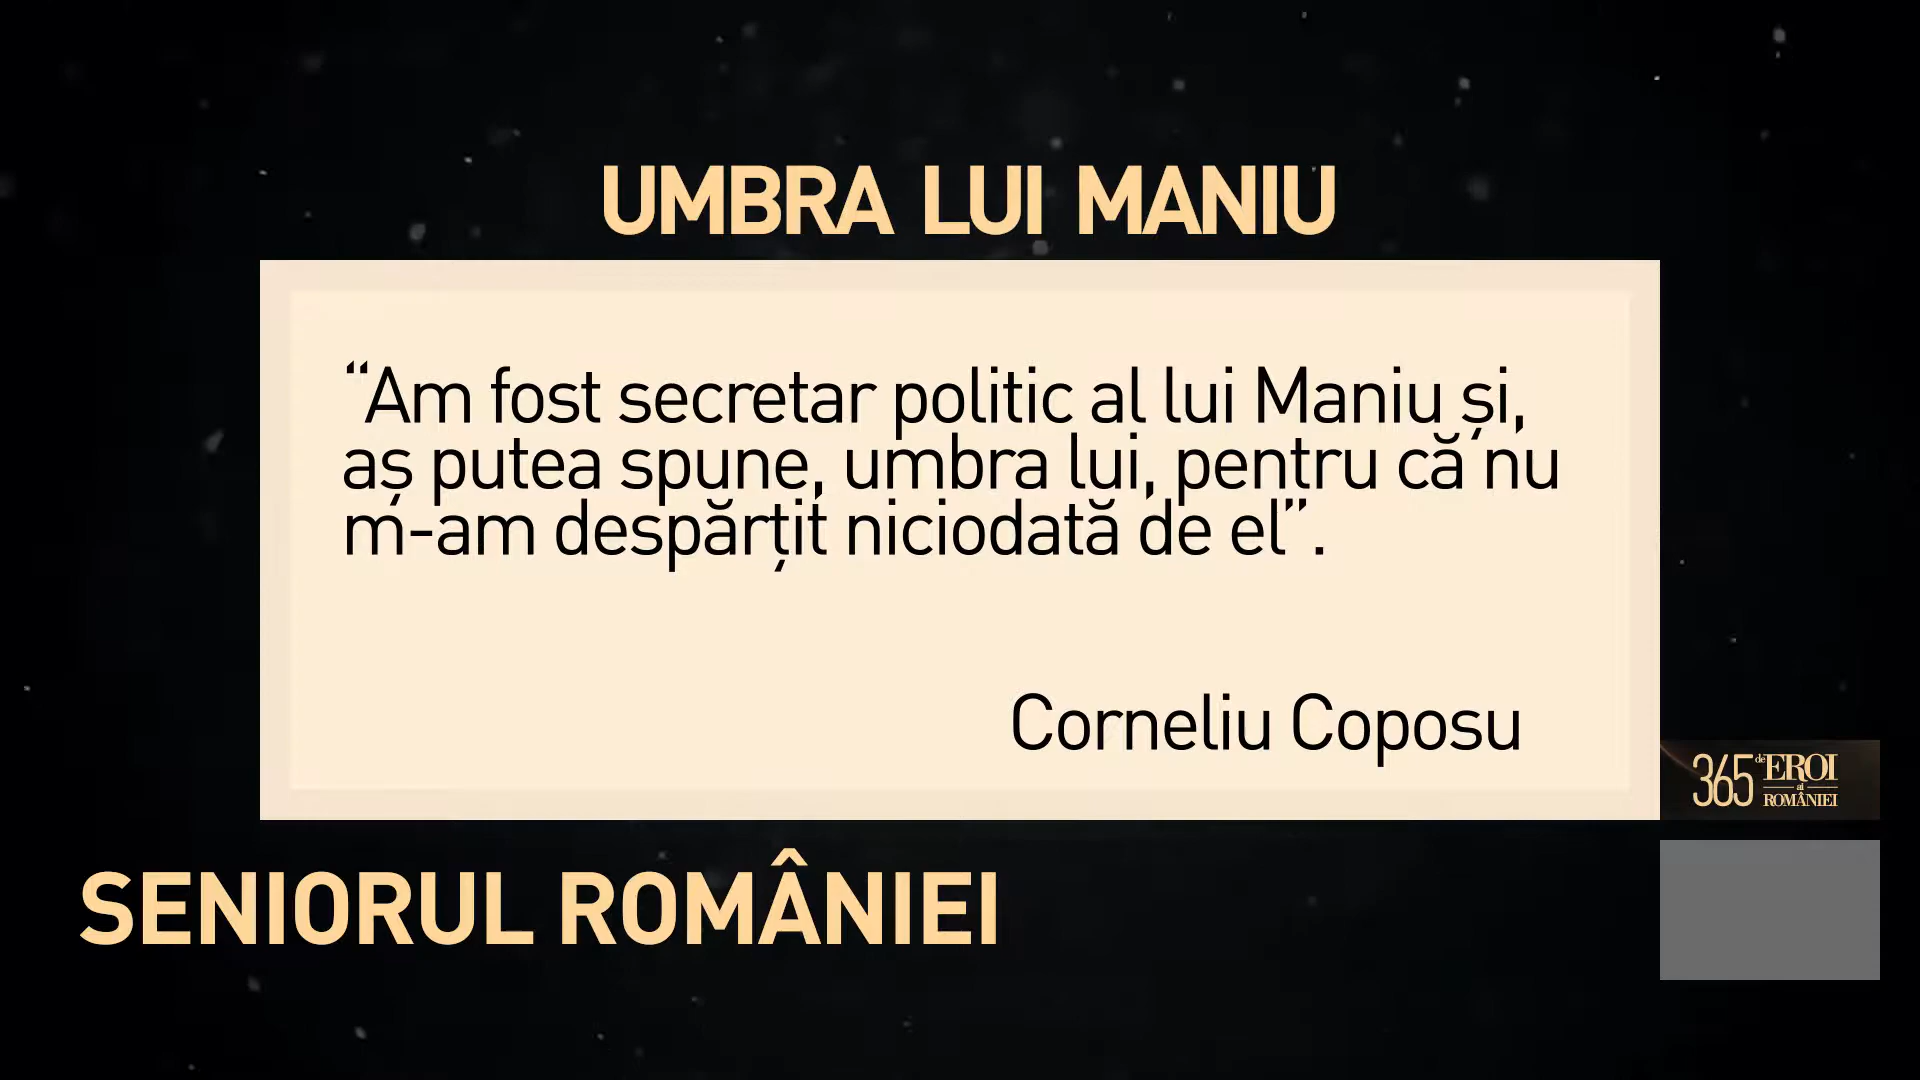 UMBRA LUI MANIU
“Am fost secretar politic al lui Maniu și,
aș putea spune, umbra lui, pentru că nu
m-am despărțit niciodată de el”.
Corneliu Coposu
365 de EROI
ai
ROMÂNIEI
SENIORUL ROMÂNIEI